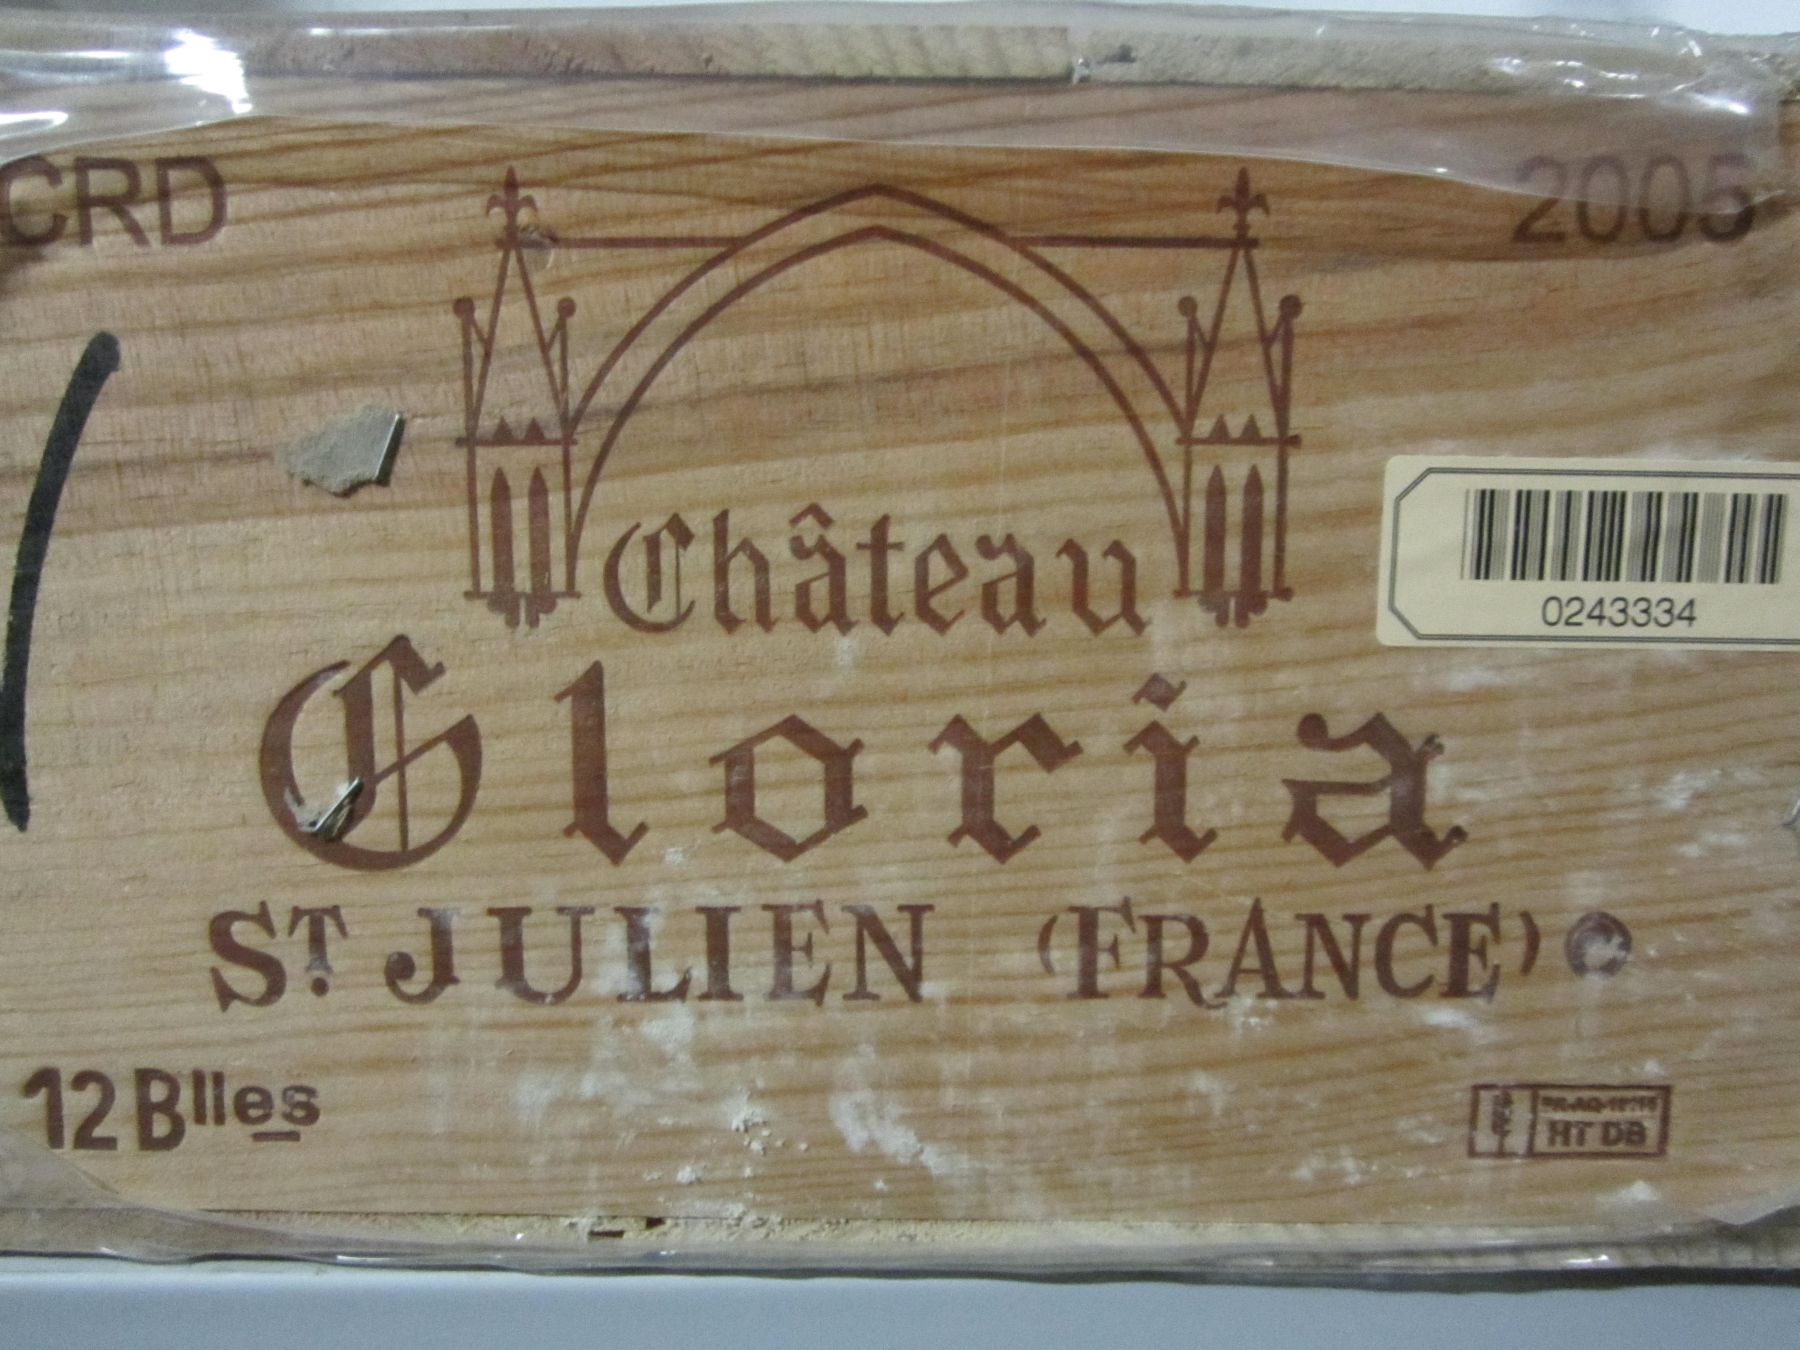 CRD 2005
Château
Gloria
0243334
ST. JULIEN (FRANCE) ©
12 Blles
HT DB